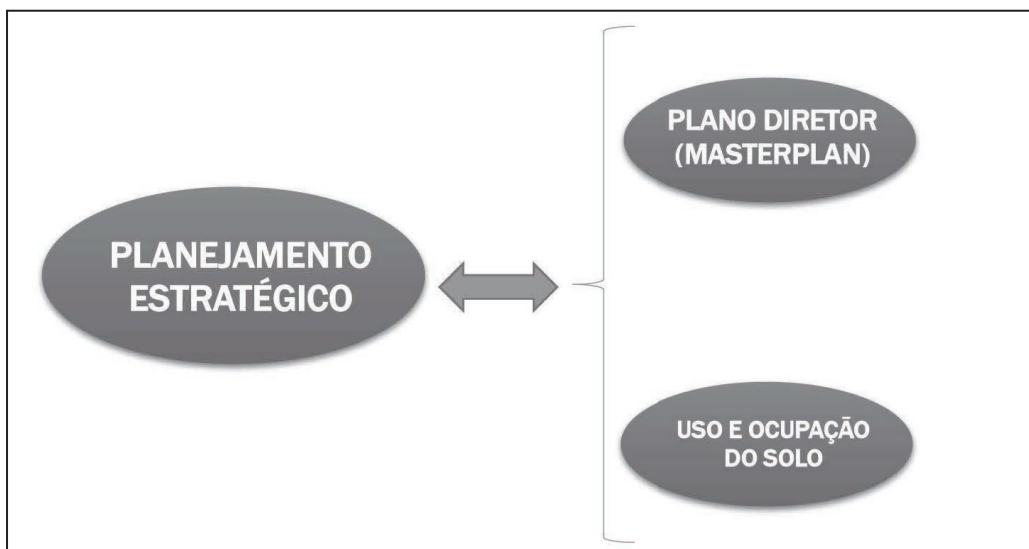 PLANEJAMENTO
ESTRATÉGICO
PLANO DIRETOR
(MASTERPLAN)
USO E OCUPAÇÃO
DO SOLO